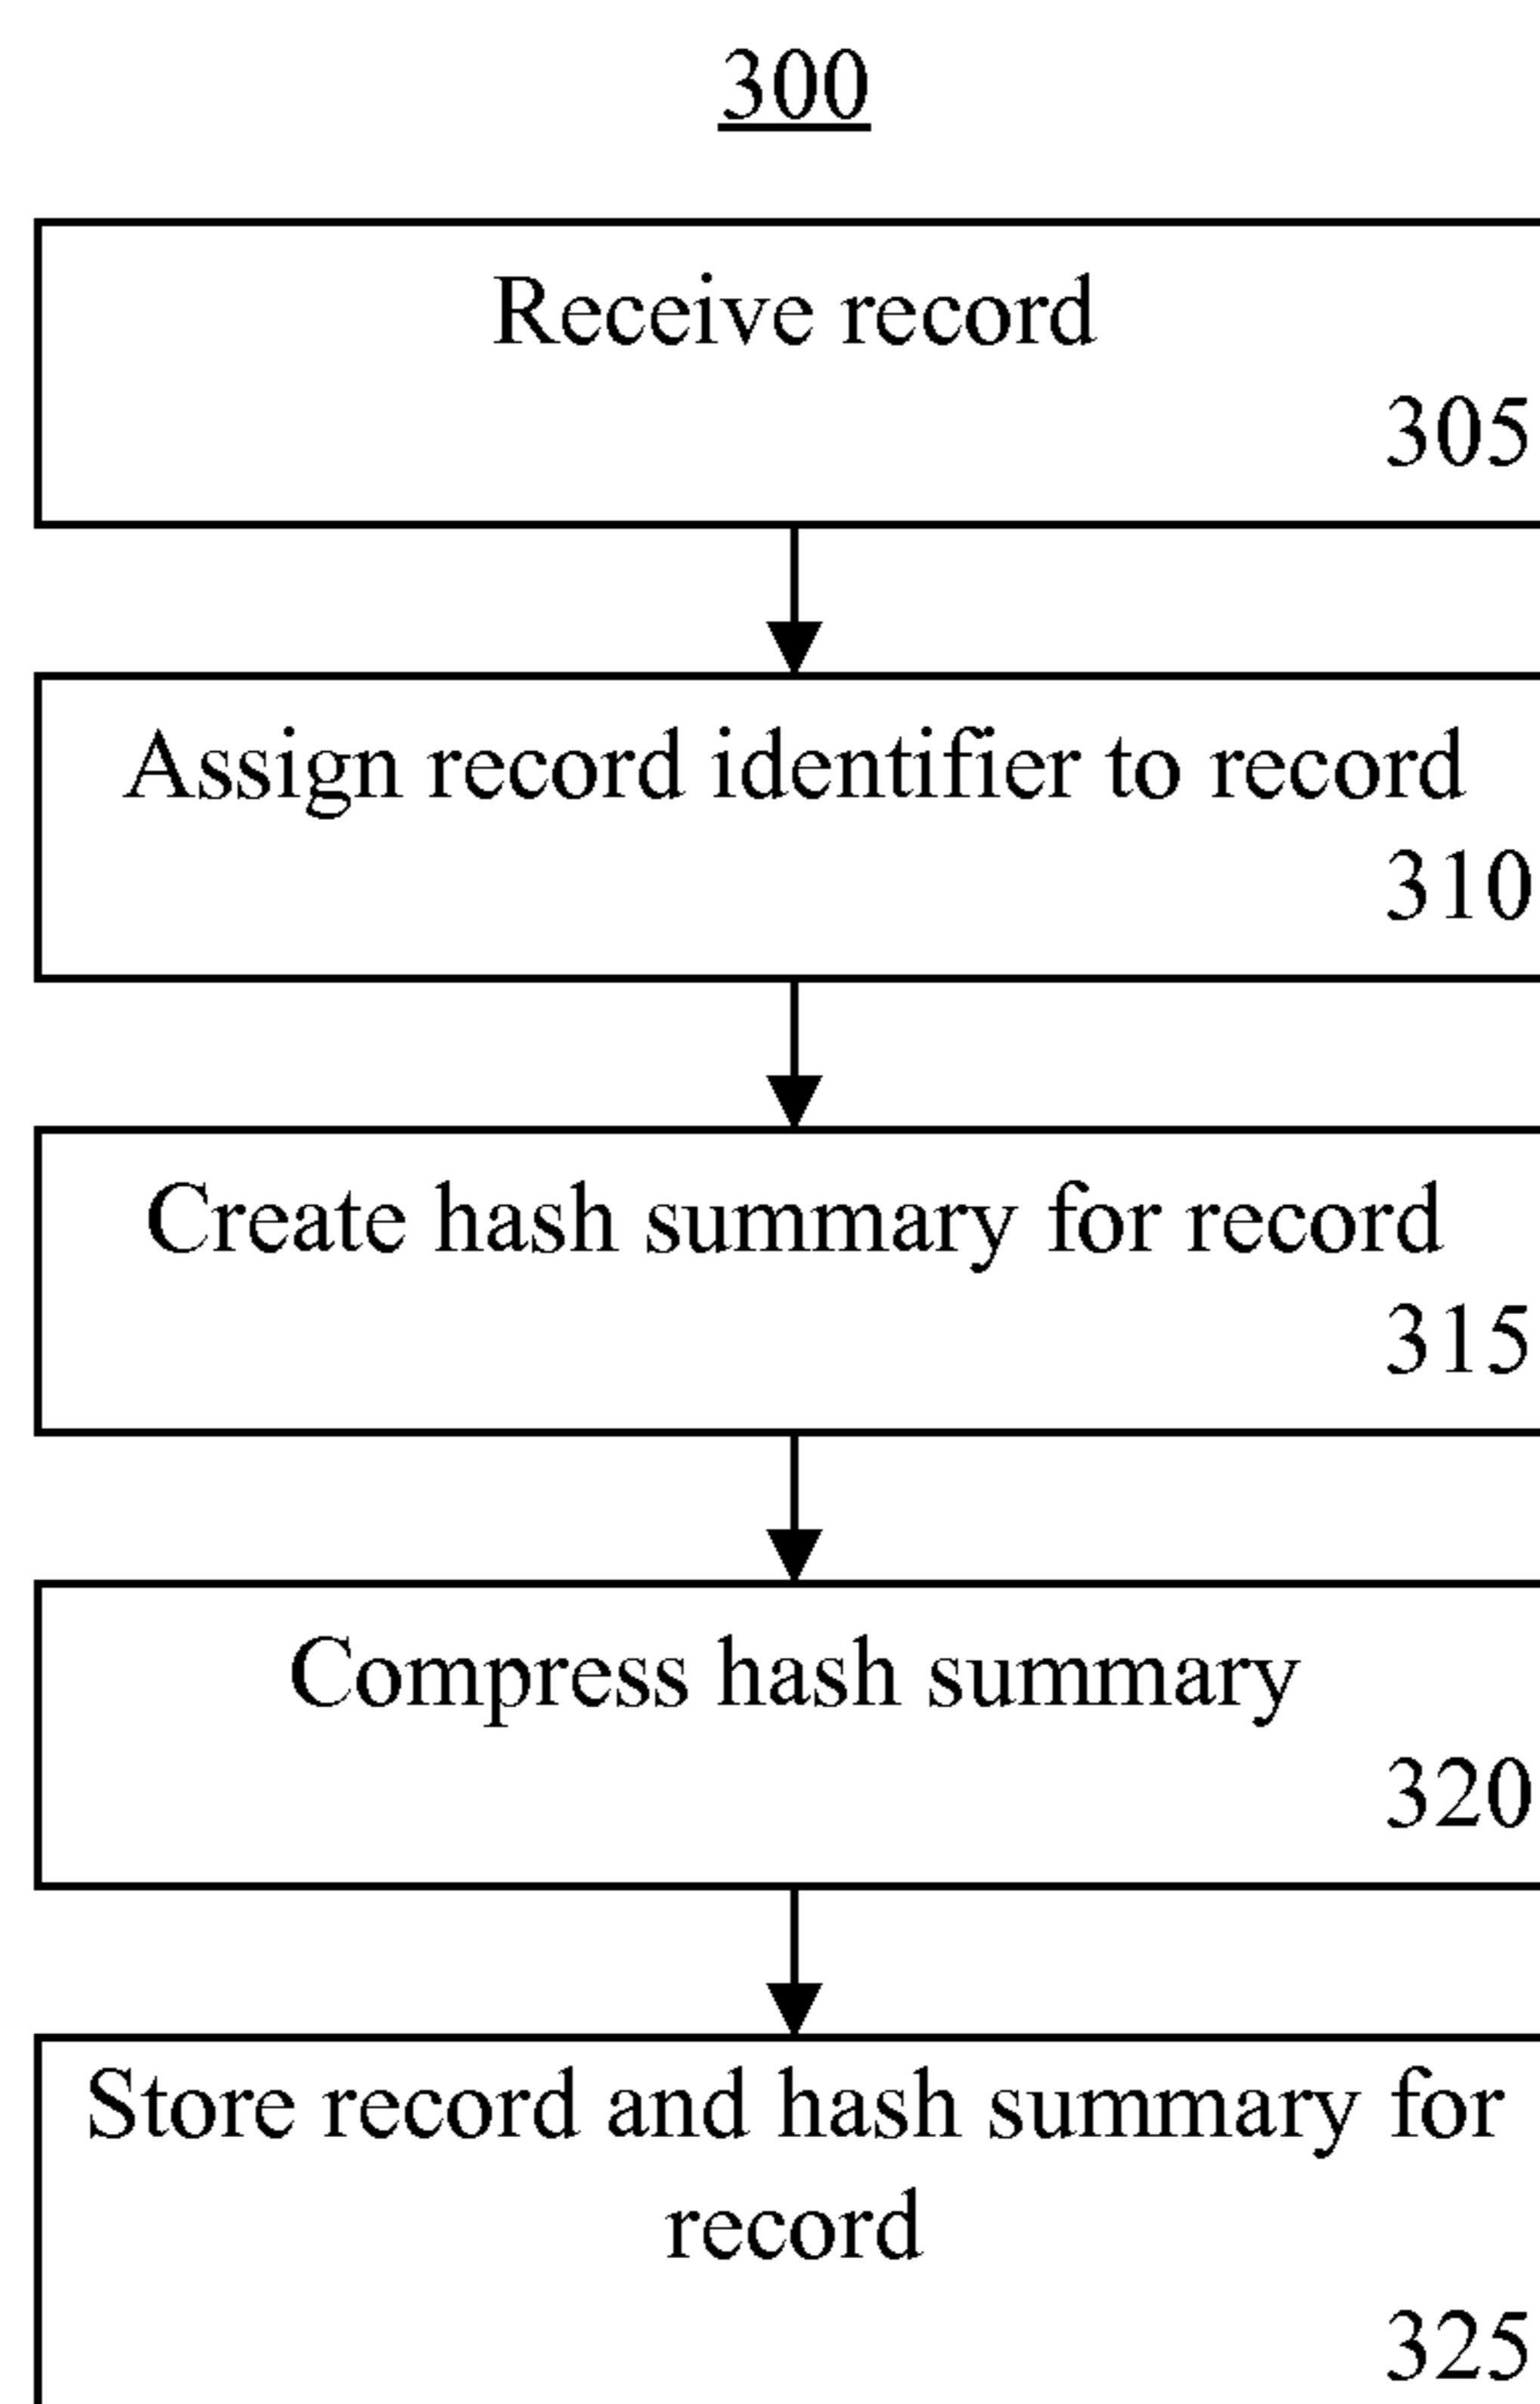 300
Receive record
305
Assign record identifier to record
310
Create hash summary for record
315
Compress hash summary
320
Store record and hash summary for
record
325